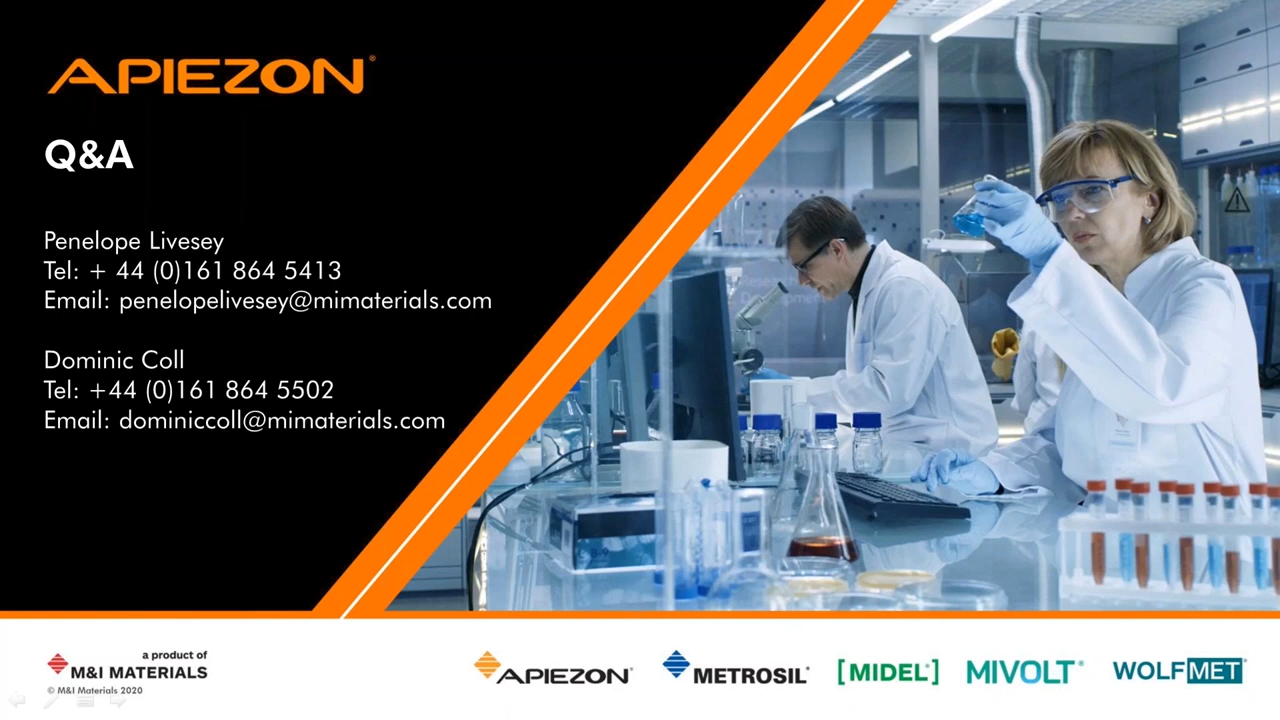 APIEZON®
Q&A
Penelope Livesey
Tel: + 44 (0)161 864 5413
Email: penelopelivesey@mimaterials.com
Dominic Coll
Tel: +44 (0)161 864 5502
Email: dominiccoll@mimaterials.com
a product of
M&I MATERIALS
© M&I Materials 2020
APIEZON®
METROSIL®
[MIDEL®]
MIVOLT®
WOLFMET®